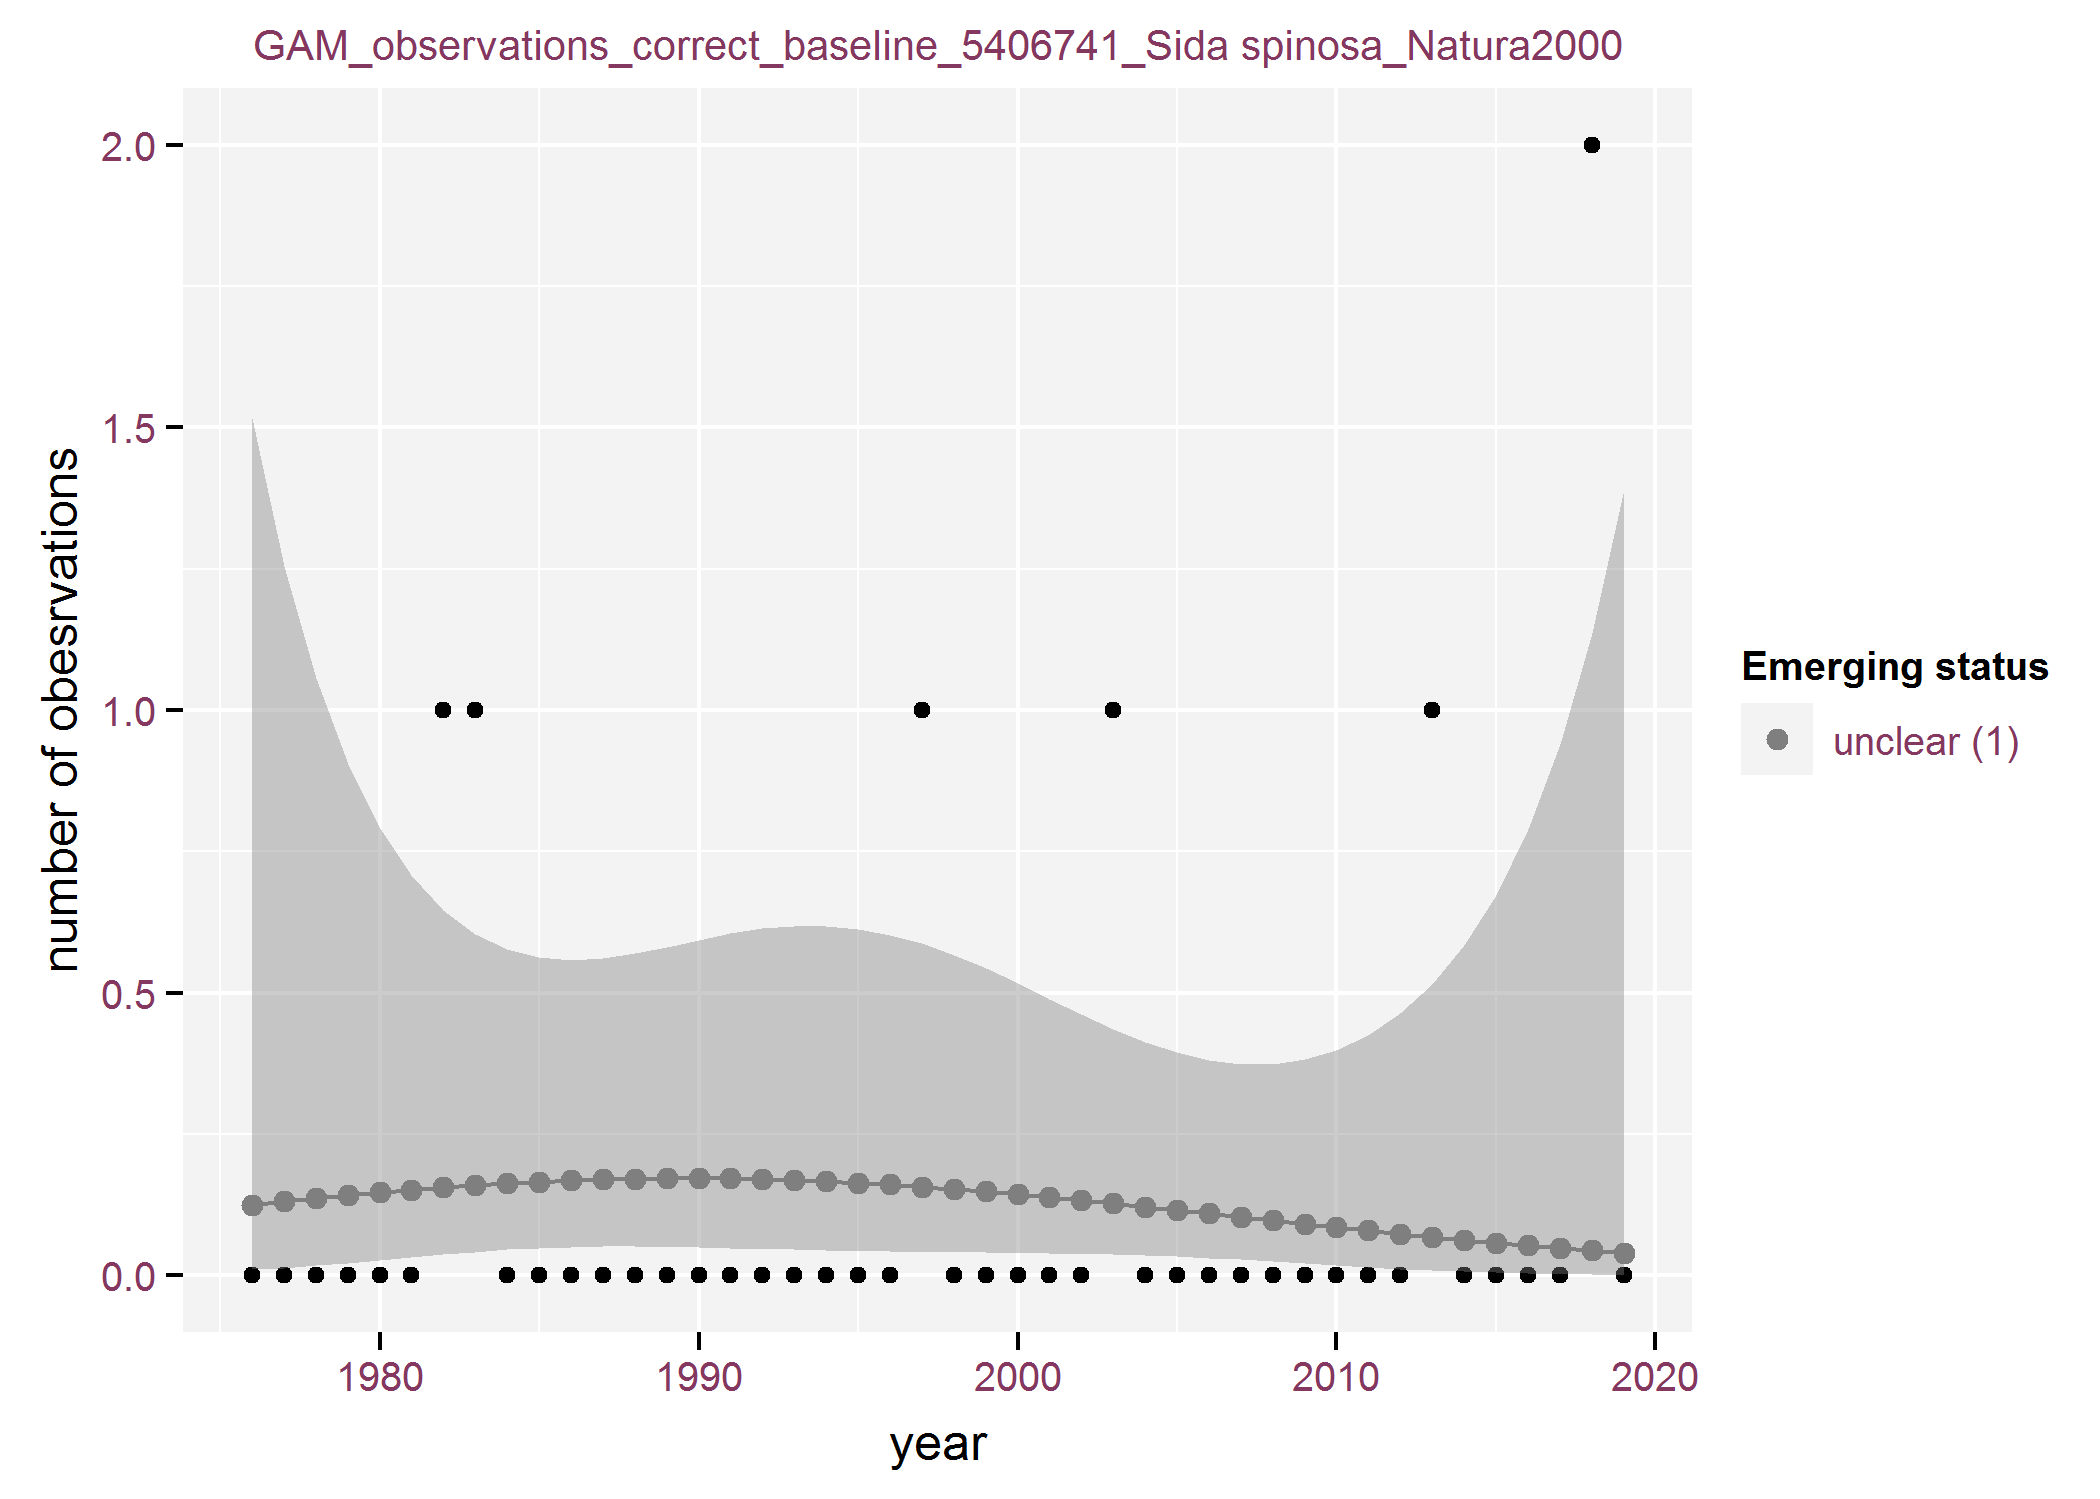 GAM_observations_correct_baseline_5406741_Sida spinosa_Natura2000
2.0
1.5
1.0
0.5
0.0
number of obesrvations
1980 1990 2000 2010 2020
year
Emerging status
unclear (1)